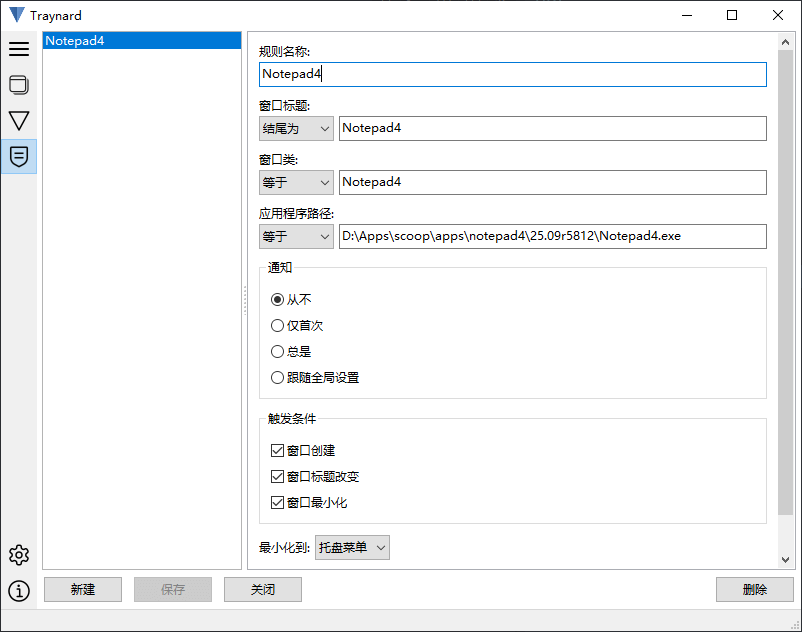 Traynard
Notepad4
规则名称:
Notepad4
窗口标题:
结尾为 Notepad4
窗口类:
等于 Notepad4
应用程序路径:
等于 D:\Apps\scoop\apps\notepad4\25.09r5812\Notepad4.exe
通知
从不
仅首次
总是
跟随全局设置
触发条件
窗口创建
窗口标题改变
窗口最小化
最小化到: 托盘菜单
新建 保存 关闭 删除